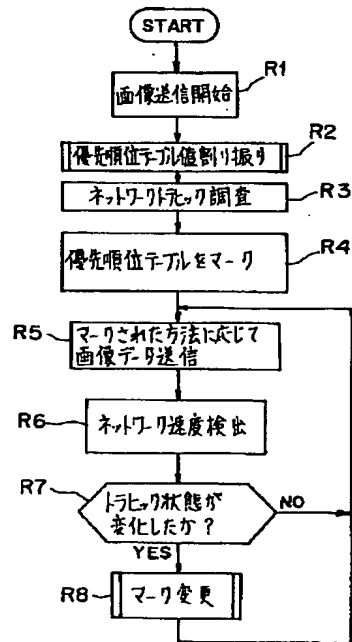 START
R1
画像送信開始
R2
優先順位テーブル値割り振り
R3
ネットワークトラヒック調査
R4
優先順位テーブルをマーク
R5
マークされた方法に応じて
画像データ送信
R6
ネットワーク速度検出
R7
トラヒック状態が
変化したか?
NO
YES
R8
マーク変更